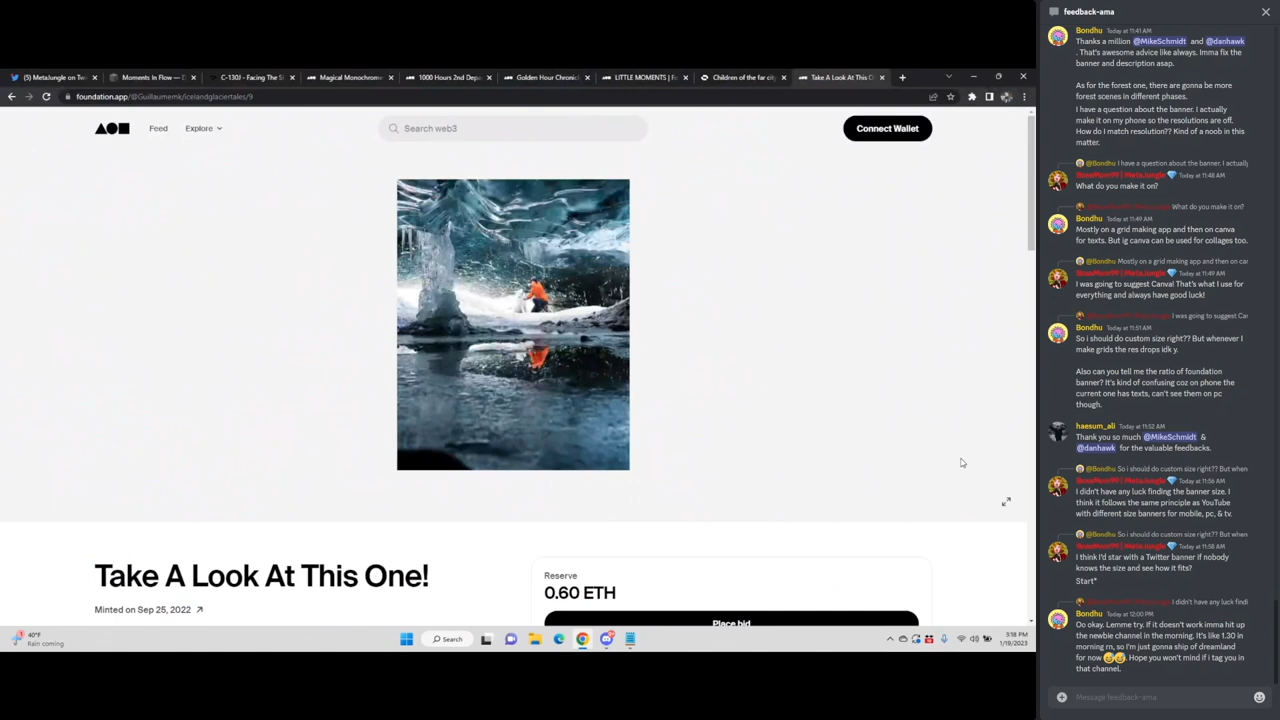 (5) MetaJungle on Tw
Moments In Flow —
C-130J - Facing The S
Magical Monochrome
1000 Hours 2nd Dep
Golden Hour Chronic
LITTLE MOMENTS | Fo
Children of the far cit
Take A Look At This O
foundation.app/@Guillaumemk/icelandglaciertales/9
Feed
Explore
Search web3
Connect Wallet
Take A Look At This One!
Minted on Sep 25, 2022
Reserve
0.60 ETH
Place bid
40°F
Rain coming
Search
3:18 PM
1/19/2023
feedback-ama
Bondhu Today at 11:41 AM
Thanks a million @MikeSchmidt and @danhawk
. That's awesome advice like always. Imma fix the
banner and description asap.
As for the forest one, there are gonna be more
forest scenes in different phases.
I have a question about the banner. I actually
make it on my phone so the resolutions are off.
How do I match resolution?? Kind of a noob in this
matter.
@Bondhu I have a question about the banner. I actually
Today at 11:48 AM
What do you make it on?
What do you make it on?
Bondhu Today at 11:49 AM
Mostly on a grid making app and then on canva
for texts. But ig canva can be used for collages too.
@Bondhu Mostly on a grid making app and then on can
Today at 11:49 AM
I was going to suggest Canva! That's what I use for
everything and always have good luck!
I was going to suggest Can
Bondhu Today at 11:51 AM
So i should do custom size right?? But whenever I
make grids the res drops idk y.
Also can you tell me the ratio of foundation
banner? It's kind of confusing coz on phone the
current one has texts, can't see them on pc
though.
haesum_ali Today at 11:52 AM
Thank you so much @MikeSchmidt &
@danhawk for the valuable feedbacks.
@Bondhu So i should do custom size right?? But when
Today at 11:56 AM
I didn't have any luck finding the banner size. I
think it follows the same principle as YouTube
with different size banners for mobile, pc, & tv.
@Bondhu So i should do custom size right?? But when
Today at 11:58 AM
I think I'd star with a Twitter banner if nobody
knows the size and see how it fits?
Start*
I didn't have any luck findi
Bondhu Today at 12:00 PM
Oo okay. Lemme try. If it doesn't work imma hit up
the newbie channel in the morning. It's like 1.30 in
morning rn, so I'm just gonna ship of dreamland
for now 😅😅. Hope you won't mind if i tag you in
that channel.
Message feedback-ama